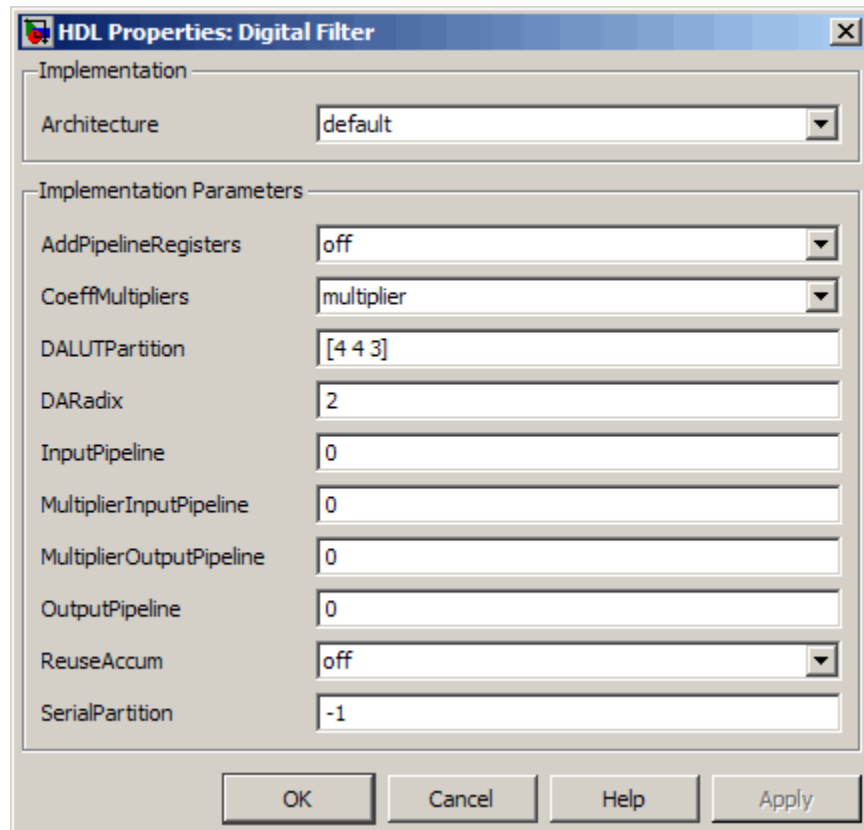 HDL Properties: Digital Filter
Implementation
Architecture default
Implementation Parameters
AddPipelineRegisters off
CoeffMultipliers multiplier
DALUTPartition [4 4 3]
DARadix 2
InputPipeline 0
MultiplierInputPipeline 0
MultiplierOutputPipeline 0
OutputPipeline 0
ReuseAccum off
SerialPartition -1
OK Cancel Help Apply